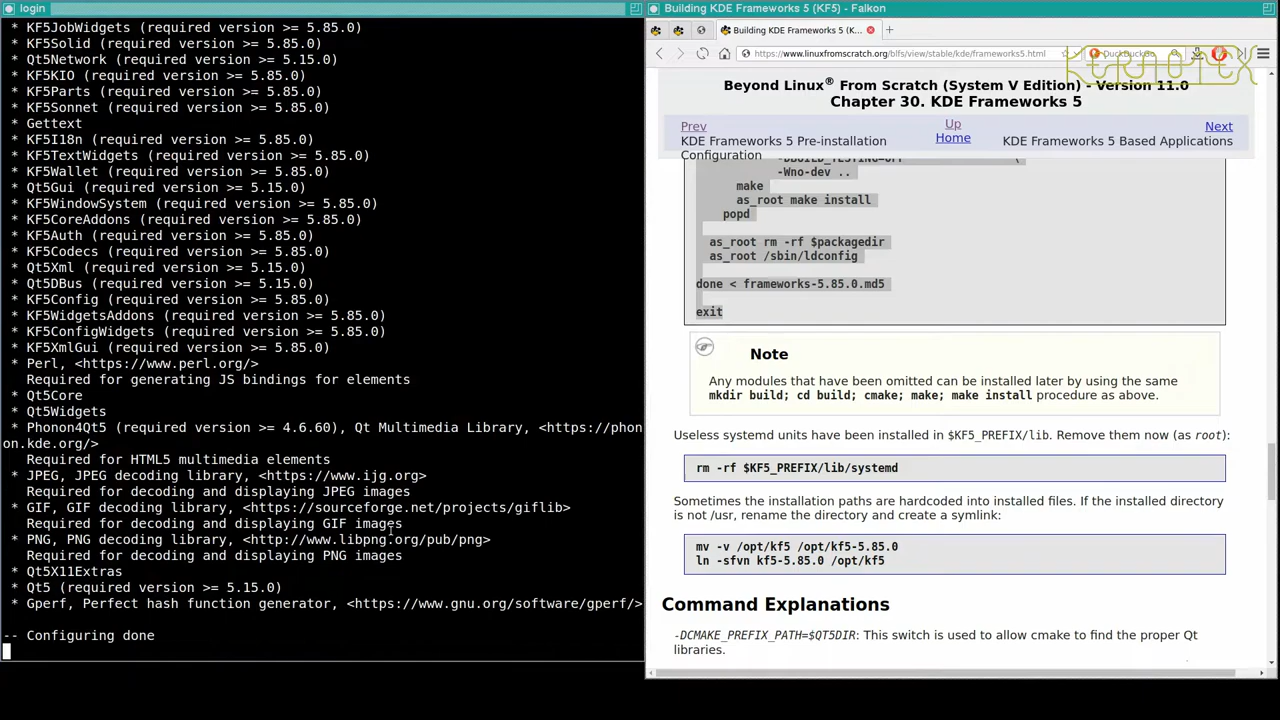 login
* KF5JobWidgets (required version >= 5.85.0)
* KF5Solid (required version >= 5.85.0)
* Qt5Network (required version >= 5.15.0)
* KF5KIO (required version >= 5.85.0)
* KF5Parts (required version >= 5.85.0)
* KF5Sonnet (required version >= 5.85.0)
* Gettext
* KF5I18n (required version >= 5.85.0)
* KF5TextWidgets (required version >= 5.85.0)
* KF5Wallet (required version >= 5.85.0)
* Qt5Gui (required version >= 5.15.0)
* KF5WindowSystem (required version >= 5.85.0)
* KF5CoreAddons (required version >= 5.85.0)
* KF5Auth (required version >= 5.85.0)
* KF5Codecs (required version >= 5.85.0)
* Qt5Xml (required version >= 5.15.0)
* Qt5DBus (required version >= 5.15.0)
* KF5Config (required version >= 5.85.0)
* KF5WidgetsAddons (required version >= 5.85.0)
* KF5ConfigWidgets (required version >= 5.85.0)
* KF5XmlGui (required version >= 5.85.0)
* Perl, <https://www.perl.org/>
Required for generating JS bindings for elements
* Qt5Core
* Qt5Widgets
* Phonon4Qt5 (required version >= 4.6.60), Qt Multimedia Library, <https://phon
on.kde.org/>
Required for HTML5 multimedia elements
* JPEG, JPEG decoding library, <https://www.ijg.org>
Required for decoding and displaying JPEG images
* GIF, GIF decoding library, <https://sourceforge.net/projects/giflib>
Required for decoding and displaying GIF images
* PNG, PNG decoding library, <http://www.libpng.org/pub/png>
Required for decoding and displaying PNG images
* Qt5X11Extras
* Qt5 (required version >= 5.15.0)
* Gperf, Perfect hash function generator, <https://www.gnu.org/software/gperf/>
-- Configuring done
Building KDE Frameworks 5 (KF5) - Falkon
Building KDE Frameworks 5 (K...
https://www.linuxfromscratch.org/blfs/view/stable/kde/frameworks5.html
DuckDuckGo
KERNOTEX
Beyond Linux® From Scratch (System V Edition) - Version 11.0
Chapter 30. KDE Frameworks 5
Prev
KDE Frameworks 5 Pre-installation
Configuration
Up
Home
Next
KDE Frameworks 5 Based Applications
-DBUILD_TESTING=OFF \
-Wno-dev ..
make
as_root make install
popd
as_root rm -rf $packagedir
as_root /sbin/ldconfig
done < frameworks-5.85.0.md5
exit
Note
Any modules that have been omitted can be installed later by using the same
mkdir build; cd build; cmake; make; make install procedure as above.
Useless systemd units have been installed in $KF5_PREFIX/lib. Remove them now (as root):
rm -rf $KF5_PREFIX/lib/systemd
Sometimes the installation paths are hardcoded into installed files. If the installed directory
is not /usr, rename the directory and create a symlink:
mv -v /opt/kf5 /opt/kf5-5.85.0
ln -sfvn kf5-5.85.0 /opt/kf5
Command Explanations
-DCMAKE_PREFIX_PATH=$QT5DIR: This switch is used to allow cmake to find the proper Qt
libraries.